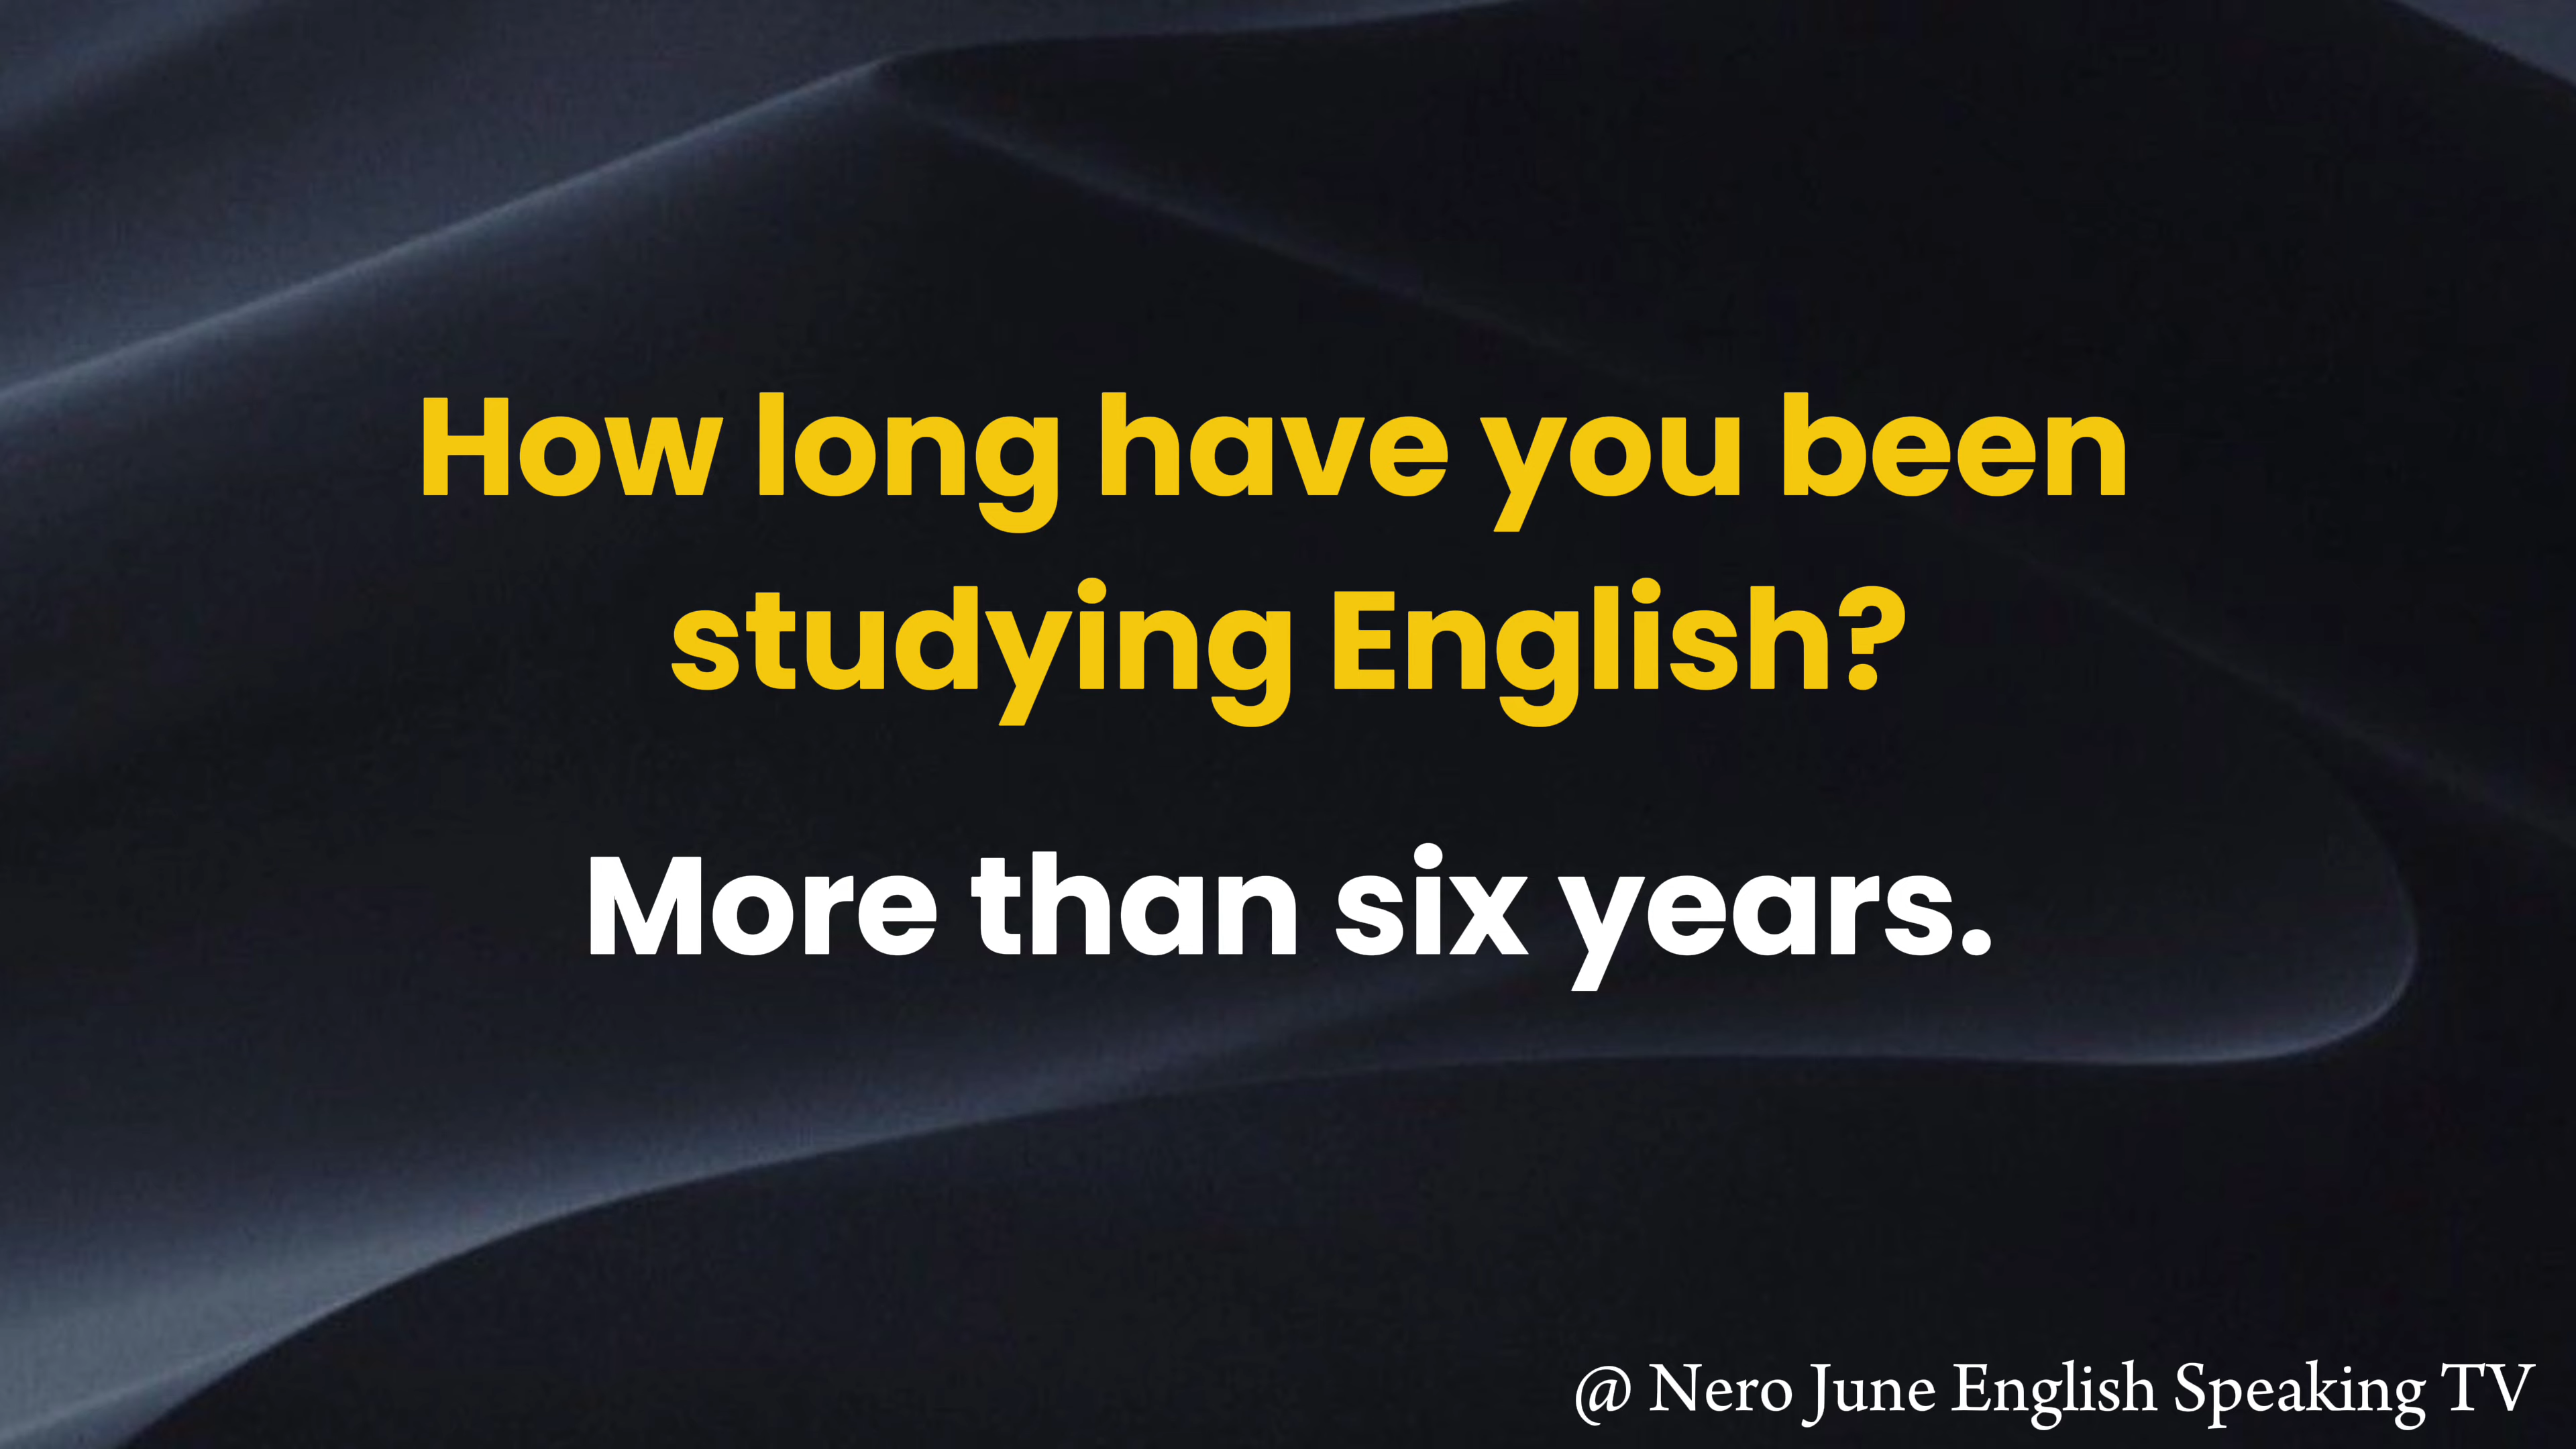 How long have you been
studying English?
More than six years.
@ Nero June English Speaking TV